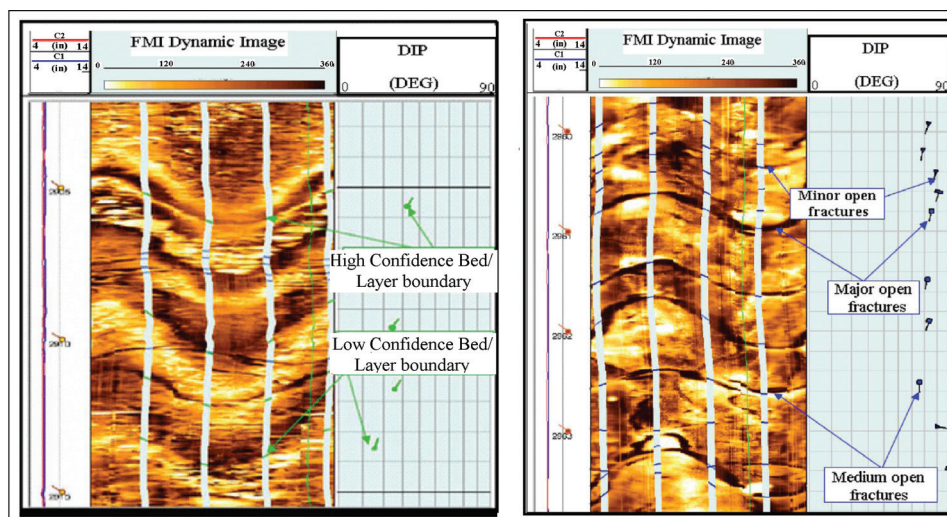 C2
4 (in) 14
C1
4 (in) 14
FMI Dynamic Image
0 120 240 360
DIP
(DEG)
0 90
2910
High Confidence Bed/
Layer boundary
Low Confidence Bed/
Layer boundary
C2
4 (in) 14
C1
4 (in) 14
FMI Dynamic Image
0 120 240 360
DIP
(DEG)
0 90
2960
2961
2962
2963
Minor open
fractures
Major open
fractures
Medium open
fractures